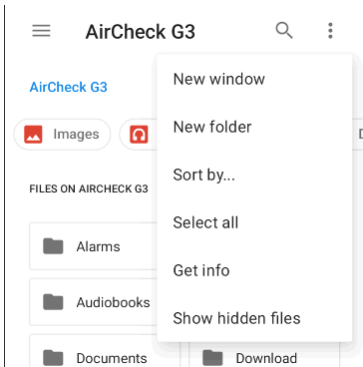 AirCheck G3
AirCheck G3
New window
New folder
Sort by...
Select all
Get info
Show hidden files
Images
FILES ON AIRCHECK G3
Alarms
Audiobooks
Documents
Download